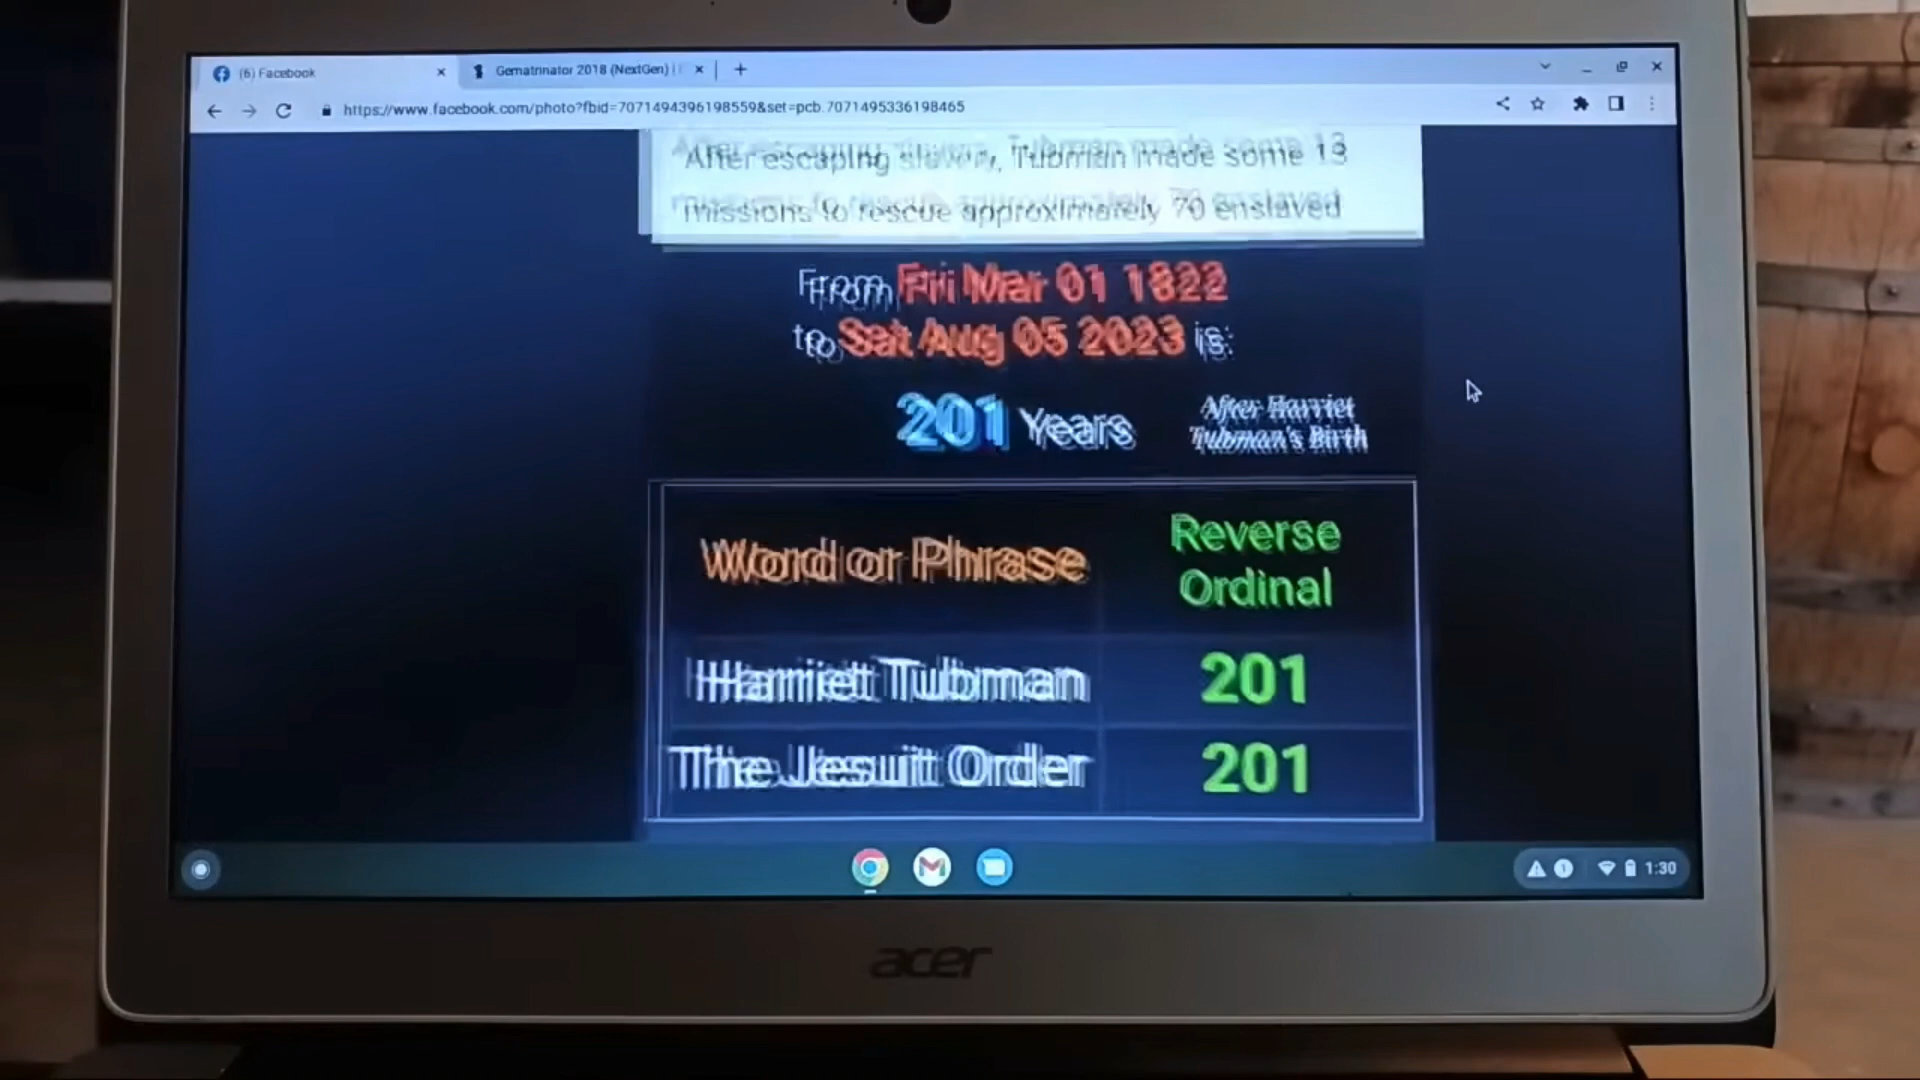 (6) Facebook
Gematrinator 2018 (NextGen) |
https://www.facebook.com/photo?fbid=7071494396198559&set=pcb.7071495336198465
After escaping slavery, Tubman made some 13
missions to rescue approximately 70 enslaved
From Fri Mar 01 1822
to Sat Aug 05 2023 is:
201 Years
After Harriet
Tubman's Birth
Word or Phrase
Reverse
Ordinal
Harriet Tubman
201
The Jesuit Order
201
1:30
acer